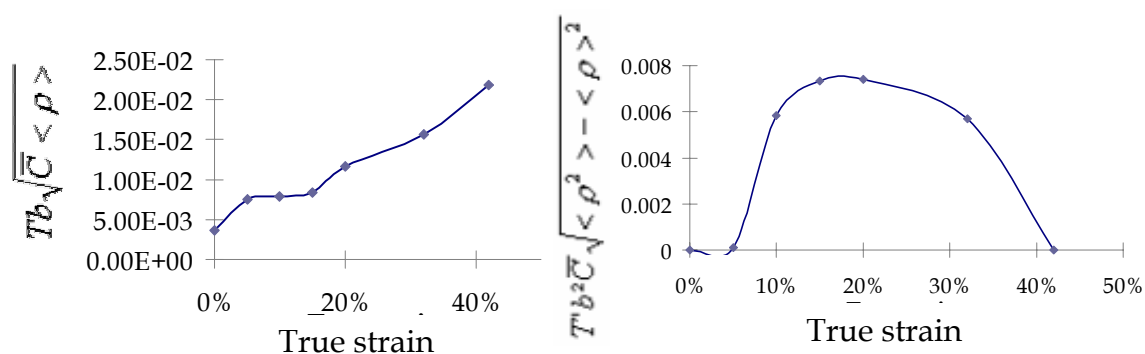 Tb√C̅<ρ>
2.50E-02
2.00E-02
1.50E-02
1.00E-02
5.00E-03
0.00E+00
0% 20% 40%
True strain
Tb²C̅√<ρ²>−<ρ>²
0.008
0.006
0.004
0.002
0
0% 10% 20% 30% 40% 50%
True strain